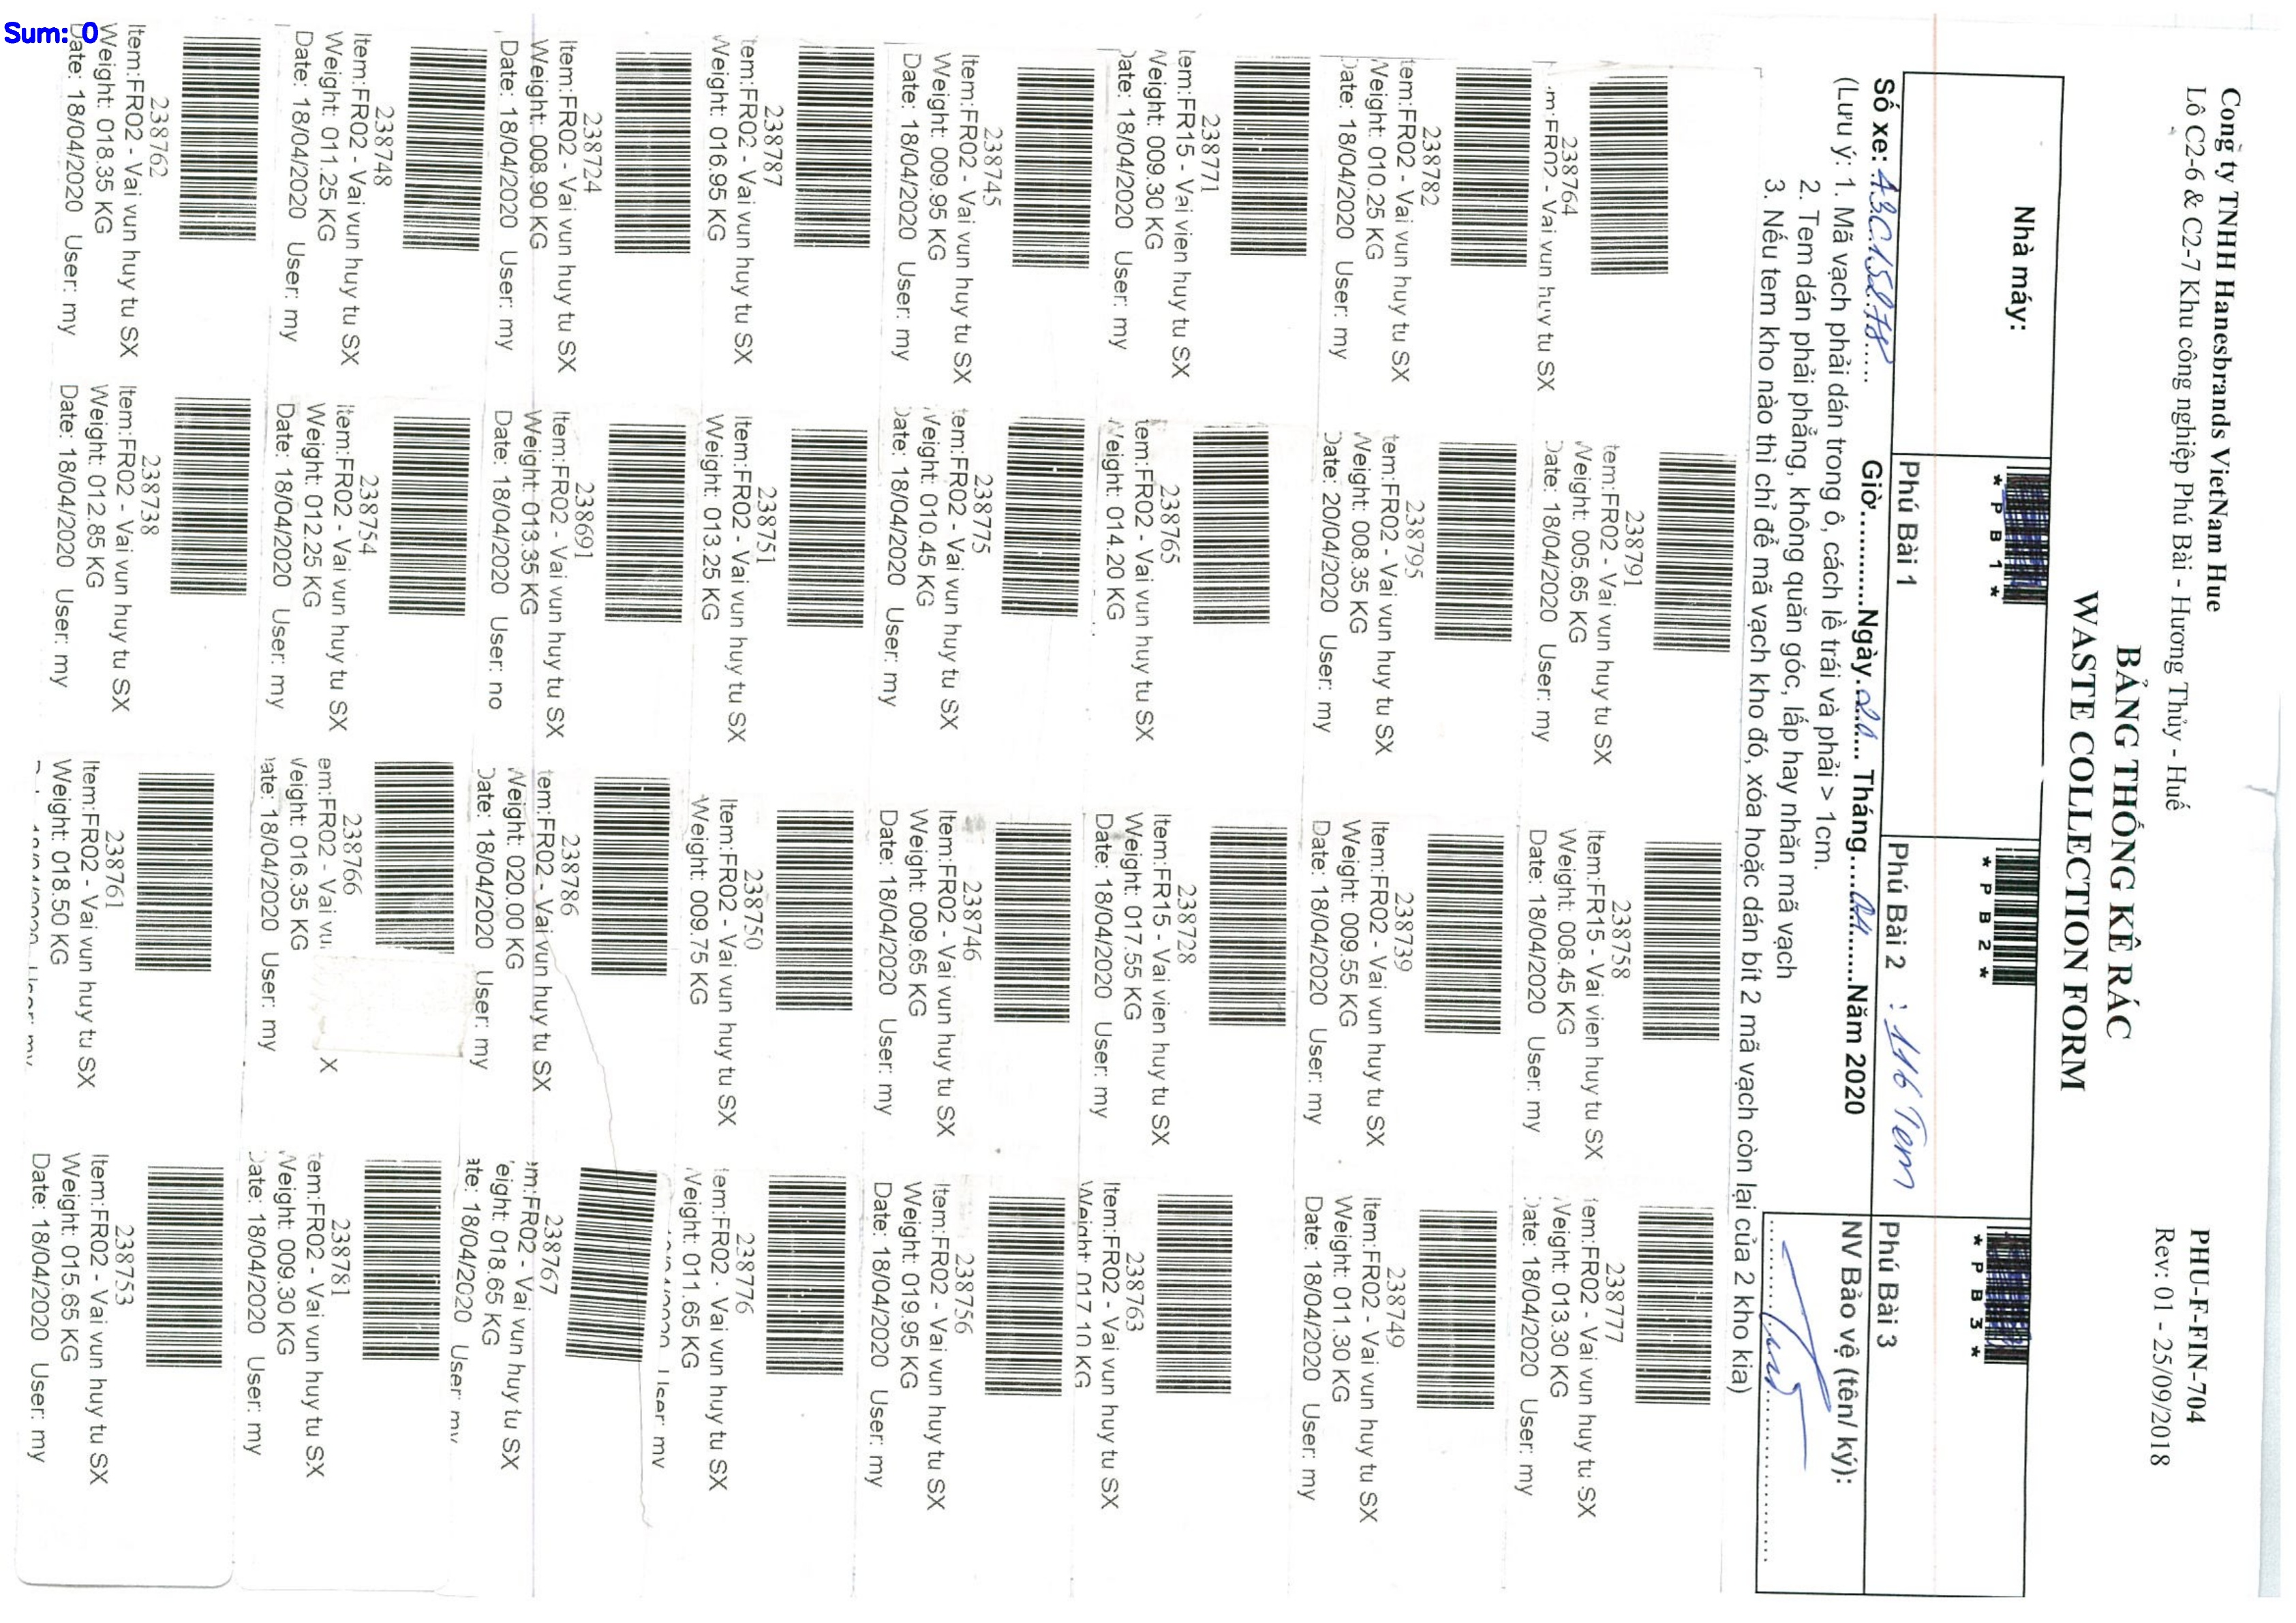 Sum: 0
Công ty TNHH Hanesbrands VietNam Hue
Lô C2-6 & C2-7 Khu công nghiệp Phú Bài - Hương Thủy - Huế
PHU-F-FIN-704
Rev: 01 - 25/09/2018
BẢNG THỐNG KÊ RÁC
WASTE COLLECTION FORM
Nhà máy:
* P B 1 *
Phú Bài 1
* P B 2 *
Phú Bài 2 : 116 Tem
* P B 3 *
Phú Bài 3
Số xe: Giờ............Ngày........ Tháng..............Năm 2020
NV Bảo vệ (tên/ ký):
(Lưu ý: 1. Mã vạch phải dán trong ô, cách lề trái và phải > 1cm.
2. Tem dán phải phẳng, không quăn góc, lấp hay nhăn mã vạch
3. Nếu tem kho nào thì chỉ để mã vạch kho đó, xóa hoặc dán bít 2 mã vạch còn lại của 2 kho kia)
238764
m:FR02 - Vai vun huy tu SX
238791
tem:FR02 - Vai vun huy tu SX
Weight: 005.65 KG
Date: 18/04/2020 User: my
238758
Item:FR15 - Vai vien huy tu SX
Weight: 008.45 KG
Date: 18/04/2020 User: my
238777
tem:FR02 - Vai vun huy tu SX
Weight: 013.30 KG
Date: 18/04/2020 User: my
238782
tem:FR02 - Vai vun huy tu SX
Weight: 010.25 KG
Date: 18/04/2020 User: my
238795
tem:FR02 - Vai vun huy tu SX
Weight: 008.35 KG
Date: 20/04/2020 User: my
238739
Item:FR02 - Vai vun huy tu SX
Weight: 009.55 KG
Date: 18/04/2020 User: my
238749
Item:FR02 - Vai vun huy tu SX
Weight: 011.30 KG
Date: 18/04/2020 User: my
238771
tem:FR15 - Vai vien huy tu SX
Weight: 009.30 KG
Date: 18/04/2020 User: my
238765
tem:FR02 - Vai vun huy tu SX
Weight: 014.20 KG
238728
Item:FR15 - Vai vien huy tu SX
Weight: 017.55 KG
Date: 18/04/2020 User: my
238763
Item:FR02 - Vai vun huy tu SX
Weight: 017.10 KG
238745
Item:FR02 - Vai vun huy tu SX
Weight: 009.95 KG
Date: 18/04/2020 User: my
238775
tem:FR02 - Vai vun huy tu SX
Weight: 010.45 KG
Date: 18/04/2020 User: my
238746
Item:FR02 - Vai vun huy tu SX
Weight: 009.65 KG
Date: 18/04/2020 User: my
238756
Item:FR02 - Vai vun huy tu SX
Weight: 019.95 KG
Date: 18/04/2020 User: my
238787
tem:FR02 - Vai vun huy tu SX
Weight: 016.95 KG
238751
Item:FR02 - Vai vun huy tu SX
Weight: 013.25 KG
238750
Item:FR02 - Vai vun huy tu SX
Weight: 009.75 KG
238776
tem:FR02 - Vai vun huy tu SX
Weight: 011.65 KG
18/04/2020 User: my
238724
Item:FR02 - Vai vun huy tu SX
Weight: 008.90 KG
Date: 18/04/2020 User: my
238691
Item:FR02 - Vai vun huy tu SX
Weight: 013.35 KG
Date: 18/04/2020 User: no
238786
tem:FR02 - Vai vun huy tu SX
Weight: 020.00 KG
Date: 18/04/2020 User: my
238767
m:FR02 - Vai vun huy tu SX
eight: 018.65 KG
ate: 18/04/2020 User: my
238748
Item:FR02 - Vai vun huy tu SX
Weight: 011.25 KG
Date: 18/04/2020 User: my
238754
Item:FR02 - Vai vun huy tu SX
Weight: 012.25 KG
Date: 18/04/2020 User: my
238766
em:FR02 - Vai vu X
Weight: 016.35 KG
ate: 18/04/2020 User: my
238781
tem:FR02 - Vai vun huy tu SX
Weight: 009.30 KG
Date: 18/04/2020 User: my
238762
Item:FR02 - Vai vun huy tu SX
Weight: 018.35 KG
Date: 18/04/2020 User: my
238738
Item:FR02 - Vai vun huy tu SX
Weight: 012.85 KG
Date: 18/04/2020 User: my
238761
Item:FR02 - Vai vun huy tu SX
Weight: 018.50 KG
18/04/2020 User: my
238753
Item:FR02 - Vai vun huy tu SX
Weight: 015.65 KG
Date: 18/04/2020 User: my